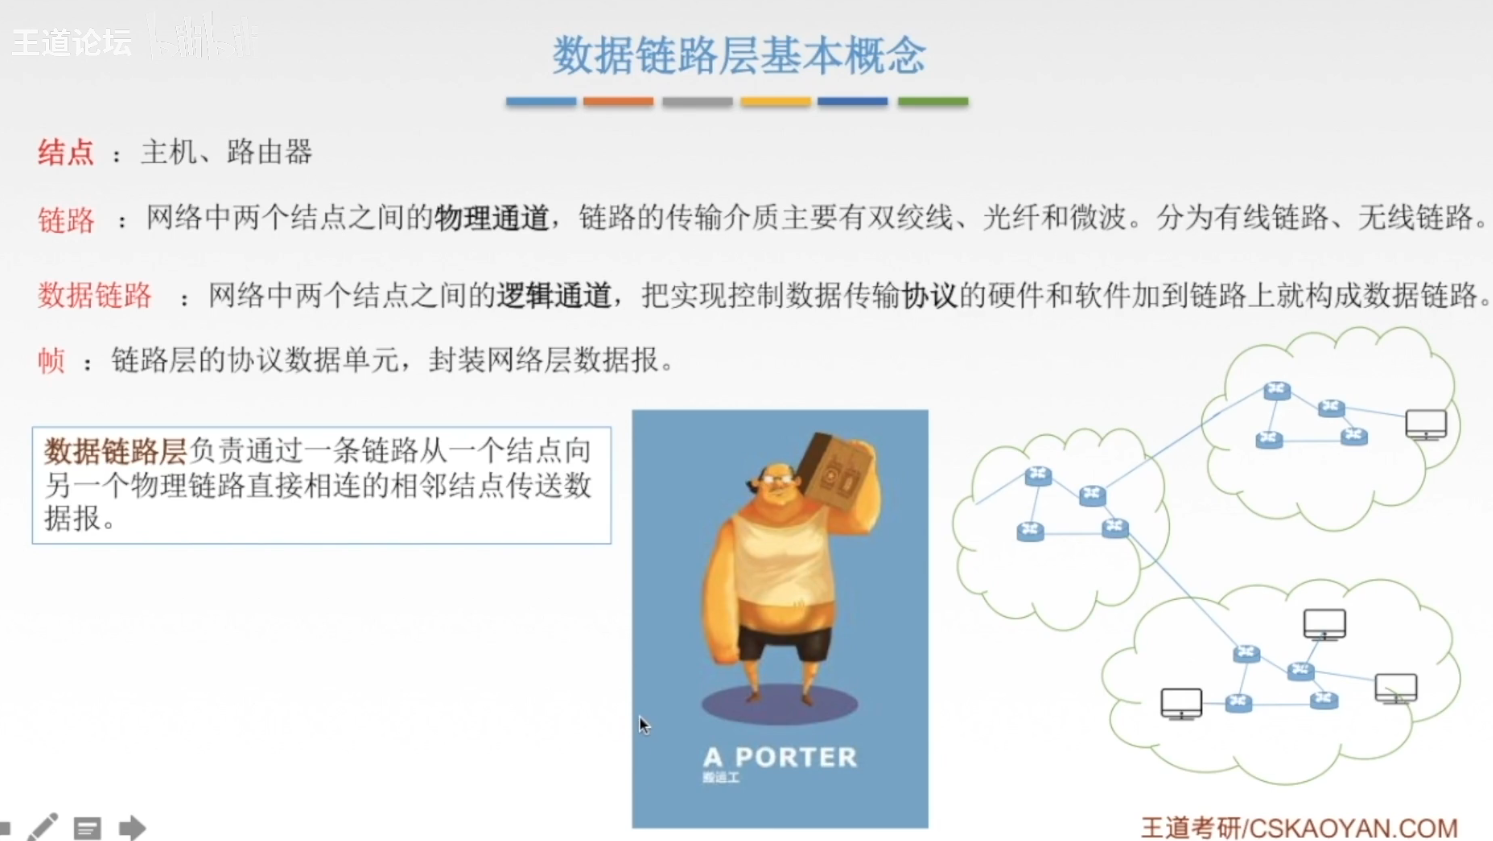 王道论坛
数据链路层基本概念
结点：主机、路由器
链路：网络中两个结点之间的物理通道，链路的传输介质主要有双绞线、光纤和微波。分为有线链路、无线链路。
数据链路：网络中两个结点之间的逻辑通道，把实现控制数据传输协议的硬件和软件加到链路上就构成数据链路。
帧：链路层的协议数据单元，封装网络层数据报。
数据链路层负责通过一条链路从一个结点向
另一个物理链路直接相连的相邻结点传送数
据报。
A PORTER
搬运工
王道考研/CSKAOYAN.COM